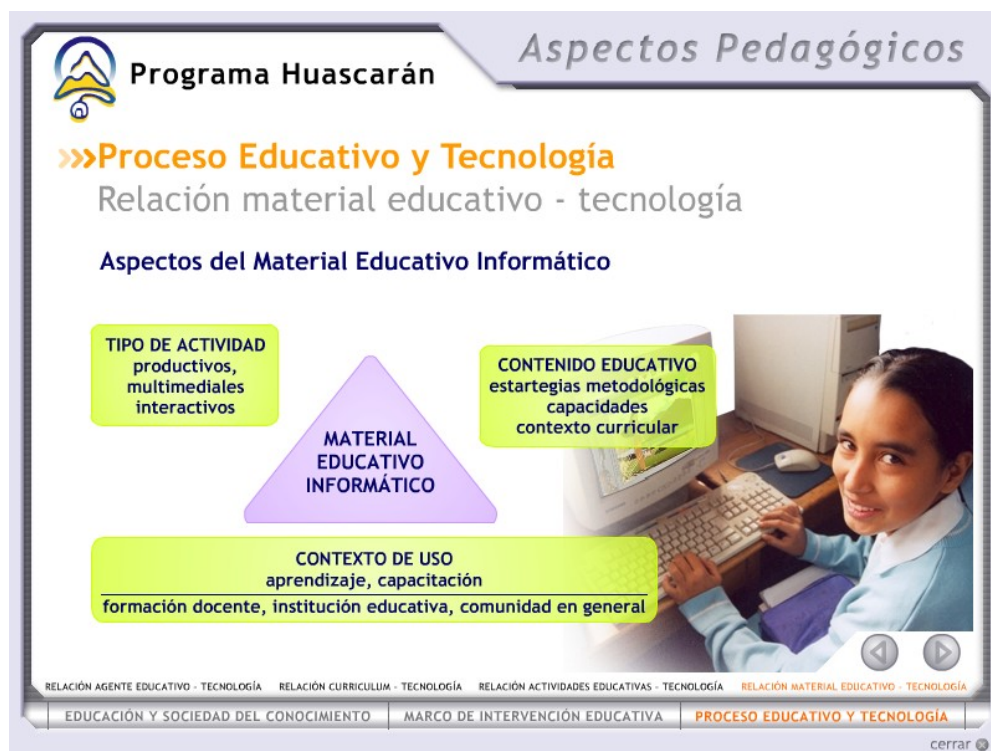 Aspectos Pedagógicos
Programa Huascarán
Proceso Educativo y Tecnología
Relación material educativo - tecnología
Aspectos del Material Educativo Informático
TIPO DE ACTIVIDAD
productivos,
multimediales
interactivos
CONTENIDO EDUCATIVO
estartegias metodológicas
capacidades
contexto curricular
MATERIAL
EDUCATIVO
INFORMÁTICO
CONTEXTO DE USO
aprendizaje, capacitación
formación docente, institución educativa, comunidad en general
RELACIÓN AGENTE EDUCATIVO - TECNOLOGÍA RELACIÓN CURRICULUM - TECNOLOGÍA RELACIÓN ACTIVIDADES EDUCATIVAS - TECNOLOGÍA RELACIÓN MATERIAL EDUCATIVO - TECNOLOGÍA
EDUCACIÓN Y SOCIEDAD DEL CONOCIMIENTO MARCO DE INTERVENCIÓN EDUCATIVA PROCESO EDUCATIVO Y TECNOLOGÍA
cerrar